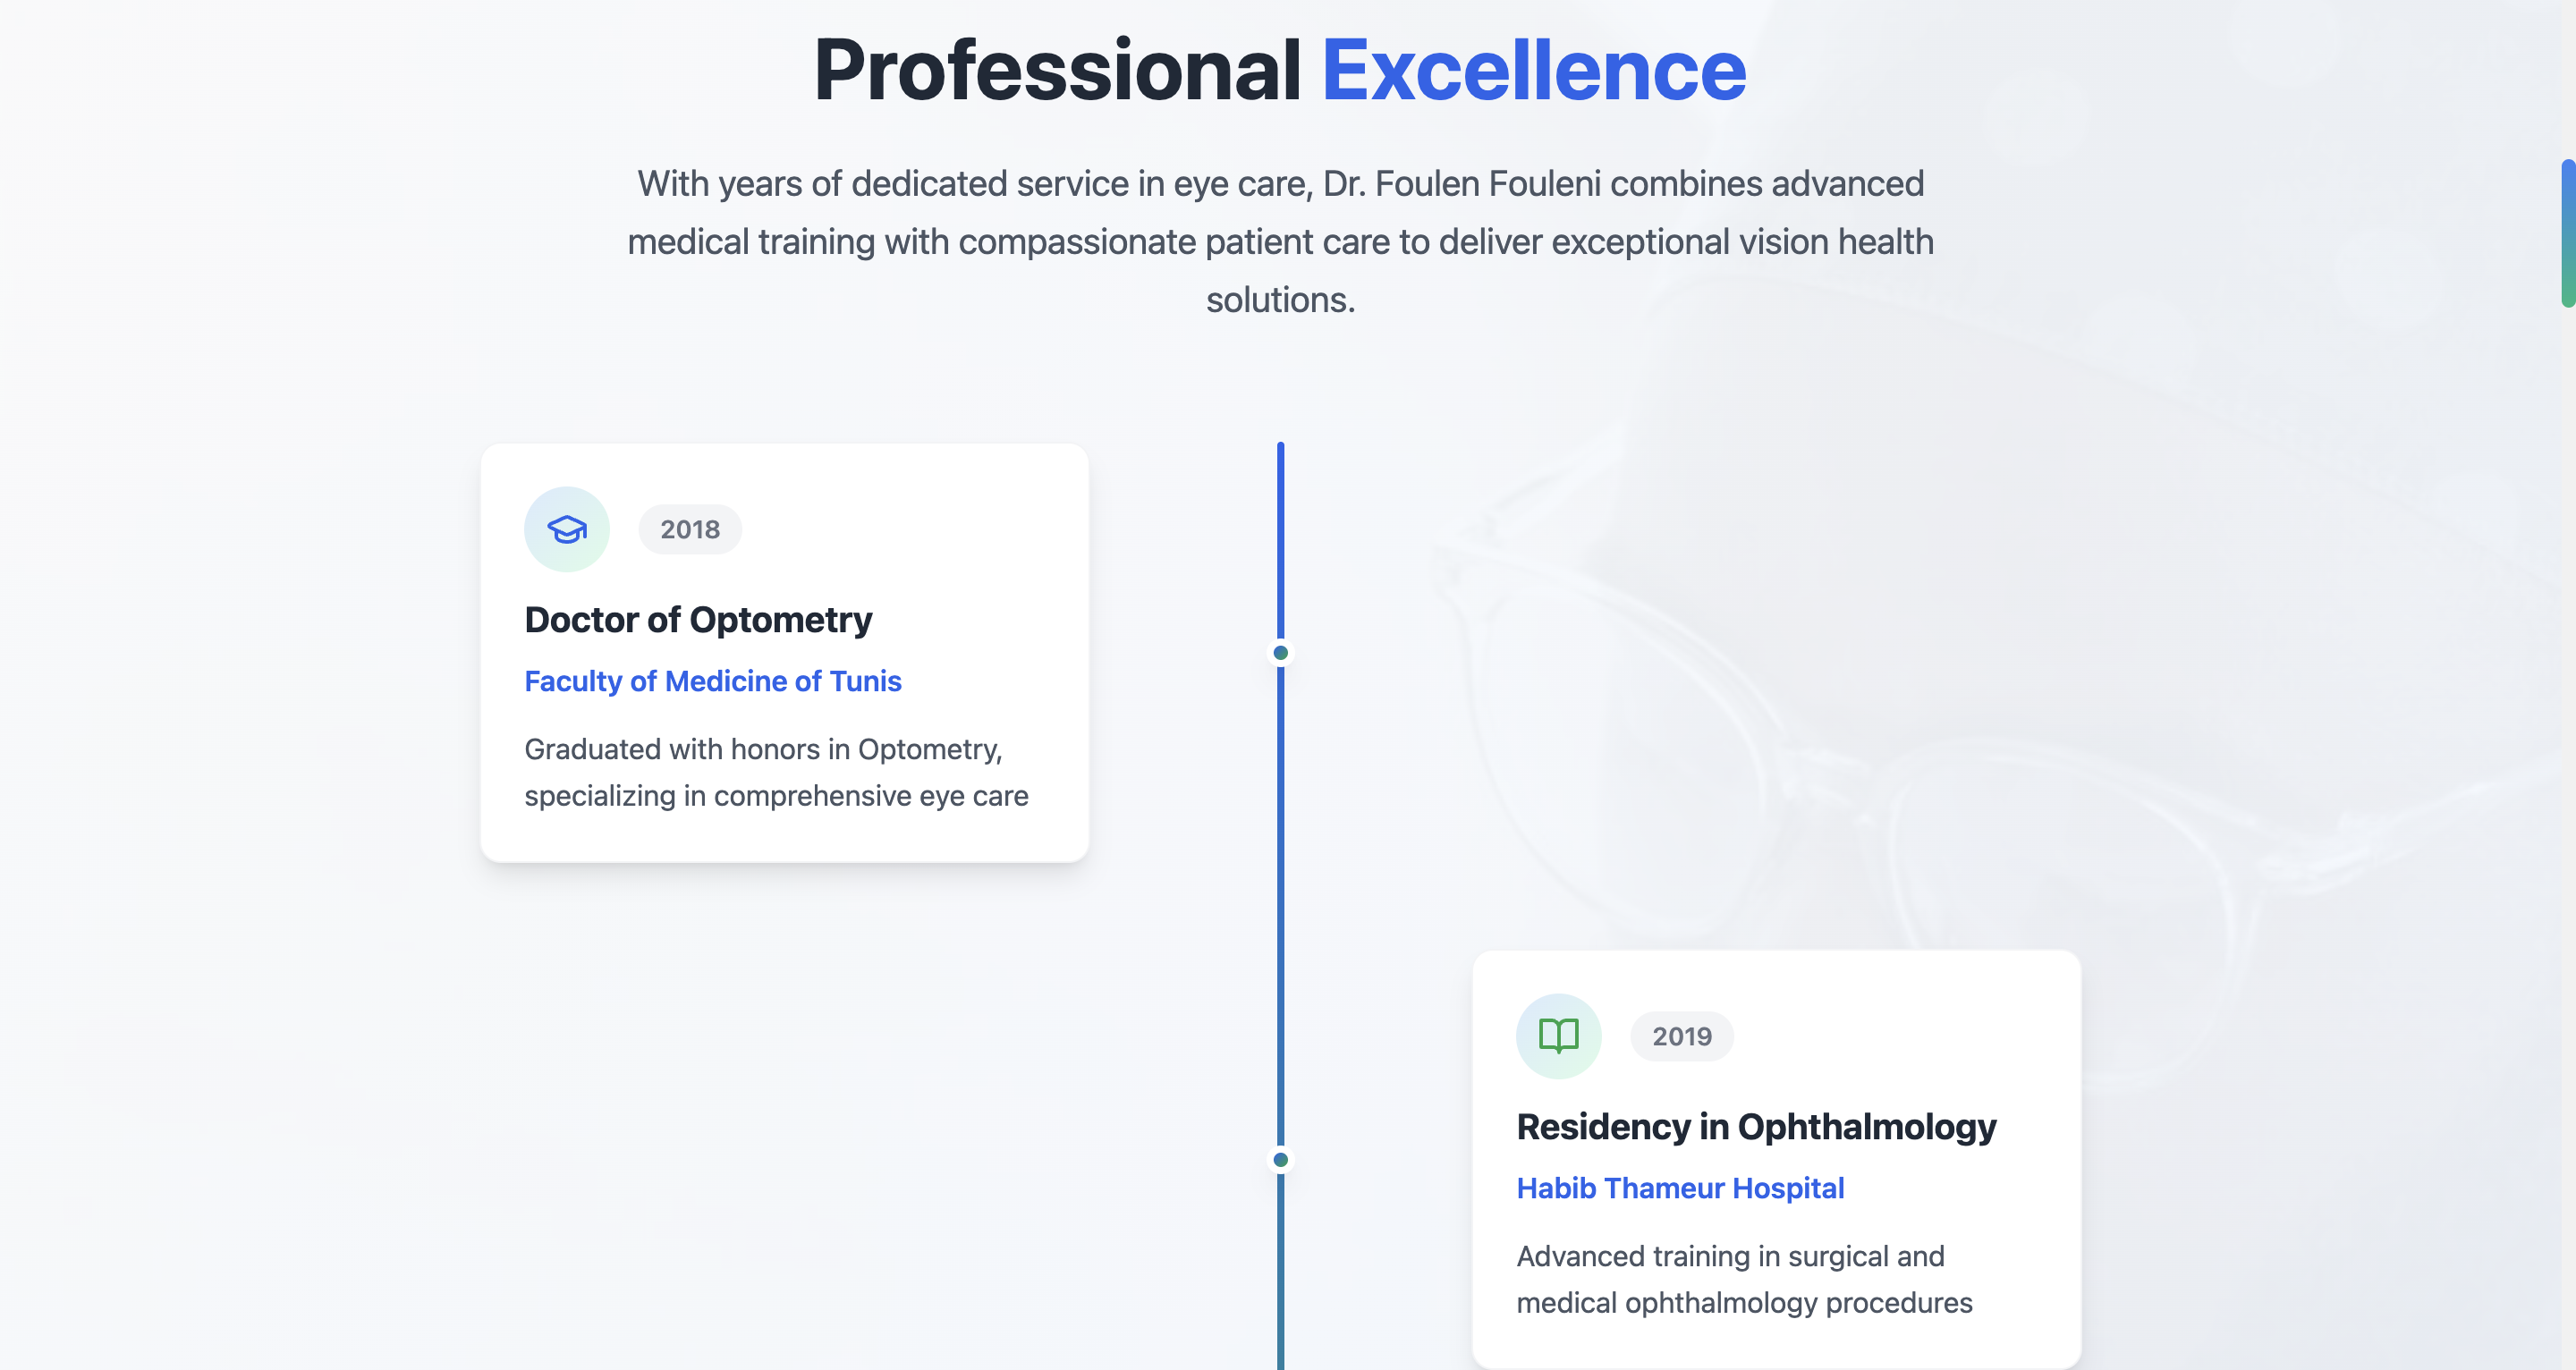 Professional Excellence
With years of dedicated service in eye care, Dr. Foulen Fouleni combines advanced
medical training with compassionate patient care to deliver exceptional vision health
solutions.
2018
Doctor of Optometry
Faculty of Medicine of Tunis
Graduated with honors in Optometry,
specializing in comprehensive eye care
2019
Residency in Ophthalmology
Habib Thameur Hospital
Advanced training in surgical and
medical ophthalmology procedures